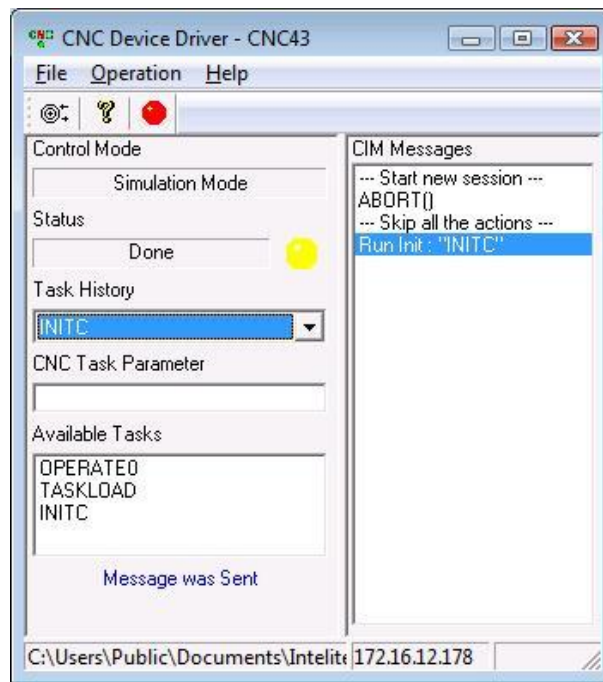 CNC Device Driver - CNC43
File Operation Help
Control Mode
Simulation Mode
Status
Done
Task History
INITC
CNC Task Parameter
Available Tasks
OPERATE0
TASKLOAD
INITC
Message was Sent
CIM Messages
--- Start new session ---
ABORT()
--- Skip all the actions ---
Run Init : "INITC"
C:\Users\Public\Documents\Intelite 172.16.12.178